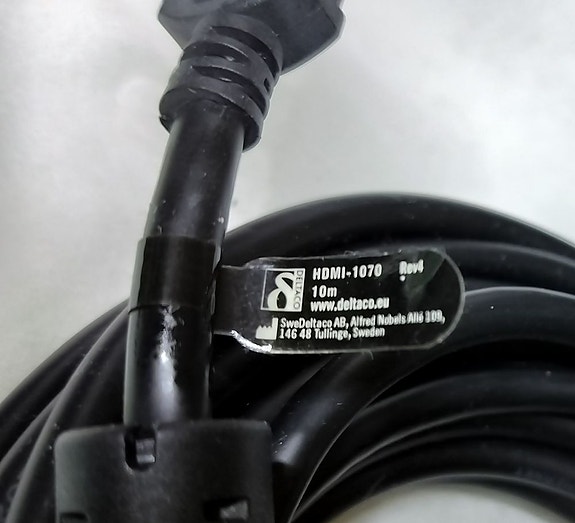 DELTACO
HDMI-1070 Rev4
10m
www.deltaco.eu
SweDeltaco AB, Alfred Nobels Allé 109,
146 48 Tullinge, Sweden